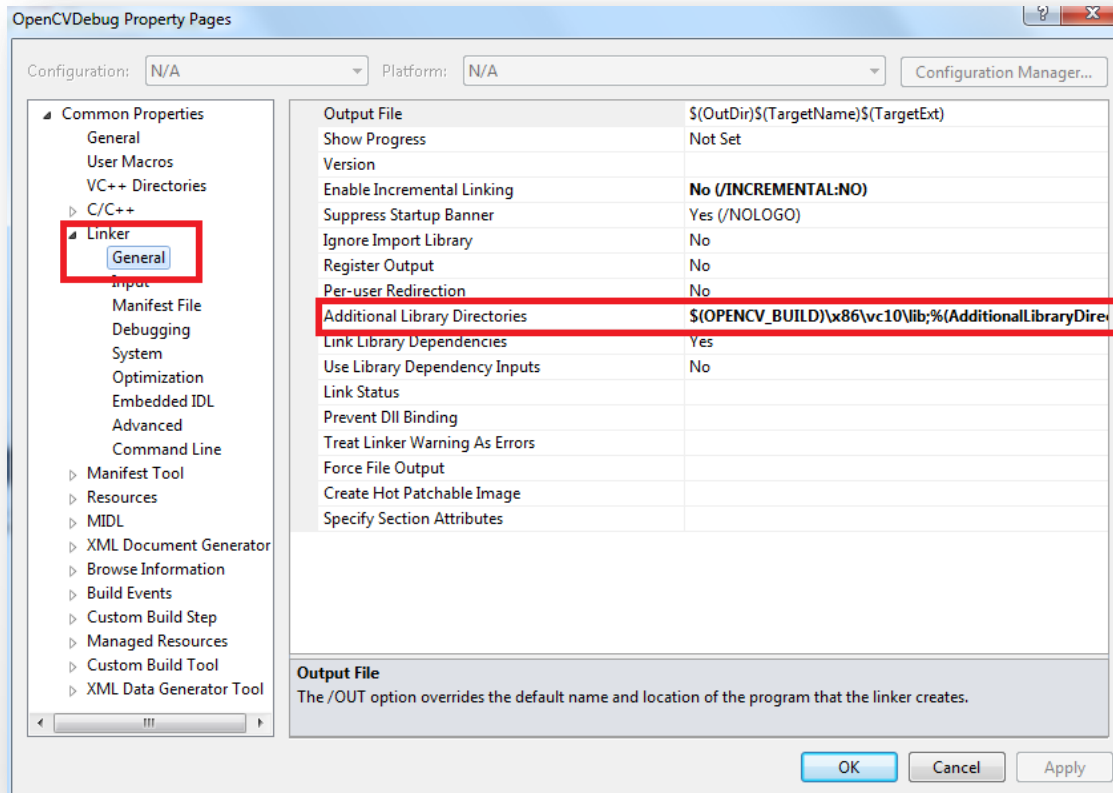 OpenCVDebug Property Pages
Configuration: N/A Platform: N/A Configuration Manager...
Common Properties
General
User Macros
VC++ Directories
C/C++
Linker
General
Input
Manifest File
Debugging
System
Optimization
Embedded IDL
Advanced
Command Line
Manifest Tool
Resources
MIDL
XML Document Generator
Browse Information
Build Events
Custom Build Step
Managed Resources
Custom Build Tool
XML Data Generator Tool
Output File $(OutDir)$(TargetName)$(TargetExt)
Show Progress Not Set
Version
Enable Incremental Linking No (/INCREMENTAL:NO)
Suppress Startup Banner Yes (/NOLOGO)
Ignore Import Library No
Register Output No
Per-user Redirection No
Additional Library Directories $(OPENCV_BUILD)\x86\vc10\lib;%(AdditionalLibraryDire
Link Library Dependencies Yes
Use Library Dependency Inputs No
Link Status
Prevent Dll Binding
Treat Linker Warning As Errors
Force File Output
Create Hot Patchable Image
Specify Section Attributes
Output File
The /OUT option overrides the default name and location of the program that the linker creates.
OK Cancel Apply